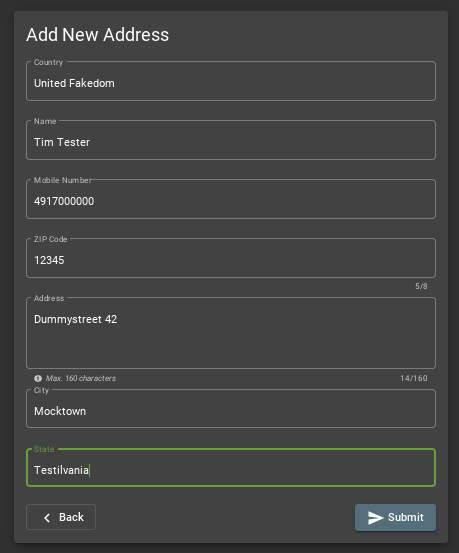 Add New Address
Country
United Fakedom
Name
Tim Tester
Mobile Number
4917000000
ZIP Code
12345
5/8
Address
Dummystreet 42
Max. 160 characters 14/160
City
Mocktown
State
Testilvania
Back Submit